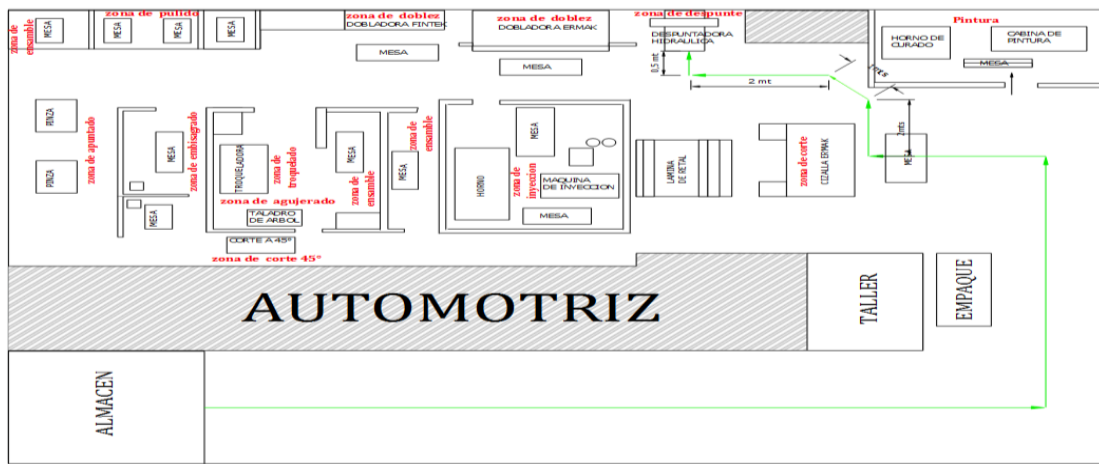 zona de pulido
zona de doblez
zona de doblez
zona de despunte
Pintura
zona de
ensamble
MESA
MESA
MESA
MESA
DOBLADORA FINTEK
MESA
DOBLADORA ERMAK
MESA
DESPUNTADORA
HIDRAULICA
HORNO DE
CURADO
CABINA DE
PINTURA
MESA
0,5 mt
2 mt
1mts
2mts
PINZA
PINZA
zona de apuntado
MESA
zona de embisagrado
MESA
TROQUELADORA
zona de
troquelado
zona de agujerado
TALADRO
DE ARBOL
CORTE A 45°
zona de corte 45°
MESA
zona de
ensamble
MESA
zona de
ensamble
HORNO
MESA
zona de
inyeccion
MAQUINA
DE INYECCION
MESA
LAMINA
DE RETAL
zona de corte
CIZALLA ERMAK
MESA
AUTOMOTRIZ
TALLER
EMPAQUE
ALMACEN